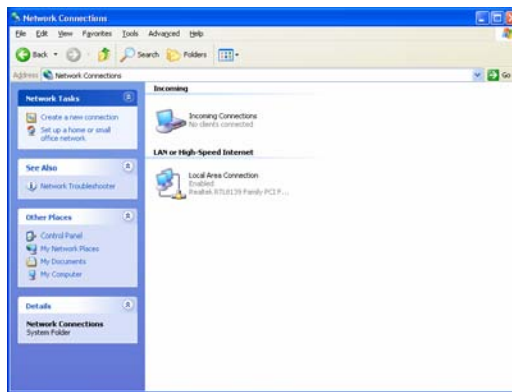 Network Connections
File Edit View Favorites Tools Advanced Help
Back Search Folders
Address Network Connections Go
Network Tasks
Create a new connection
Set up a home or small
office network
See Also
Network Troubleshooter
Other Places
Control Panel
My Network Places
My Documents
My Computer
Details
Network Connections
System Folder
Incoming
Incoming Connections
No clients connected
LAN or High-Speed Internet
Local Area Connection
Enabled
Realtek RTL8139 Family PCI F...